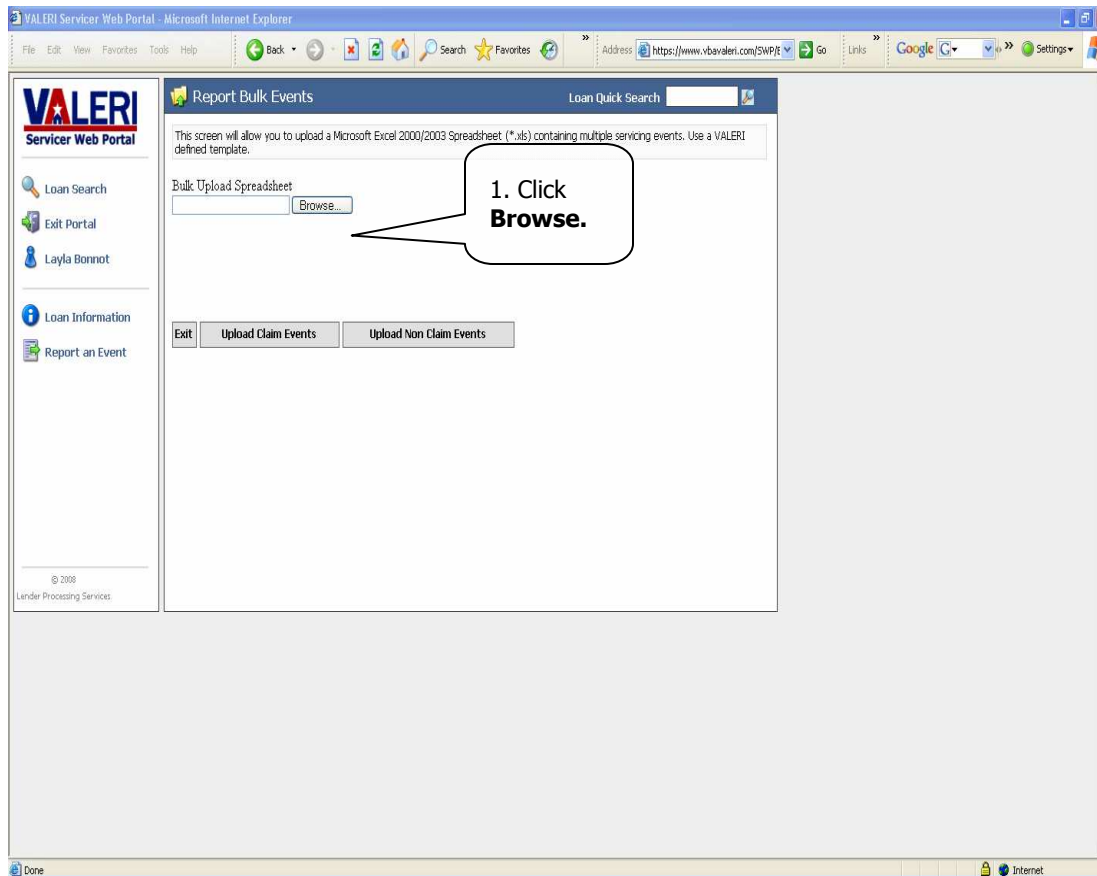 VALERI Servicer Web Portal - Microsoft Internet Explorer
File Edit View Favorites Tools Help
Back
Search
Favorites
»
Address https://www.vbavaleri.com/SWP/E
Go
Links
»
Google
G
»
Settings
VALERI
Servicer Web Portal
Loan Search
Exit Portal
Layla Bonnot
Loan Information
Report an Event
© 2008
Lender Processing Services
Report Bulk Events
Loan Quick Search
This screen will allow you to upload a Microsoft Excel 2000/2003 Spreadsheet (*.xls) containing multiple servicing events. Use a VALERI
defined template.
Bulk Upload Spreadsheet
Browse...
1. Click
Browse.
Exit
Upload Claim Events
Upload Non Claim Events
Done
Internet